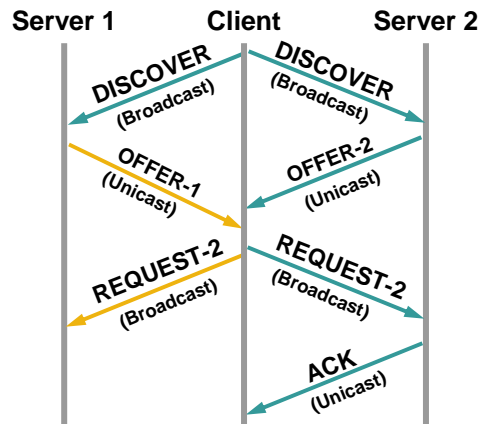 Server 1 Client Server 2
DISCOVER
(Broadcast)
DISCOVER
(Broadcast)
OFFER-1
(Unicast)
OFFER-2
(Unicast)
REQUEST-2
(Broadcast)
REQUEST-2
(Broadcast)
ACK
(Unicast)